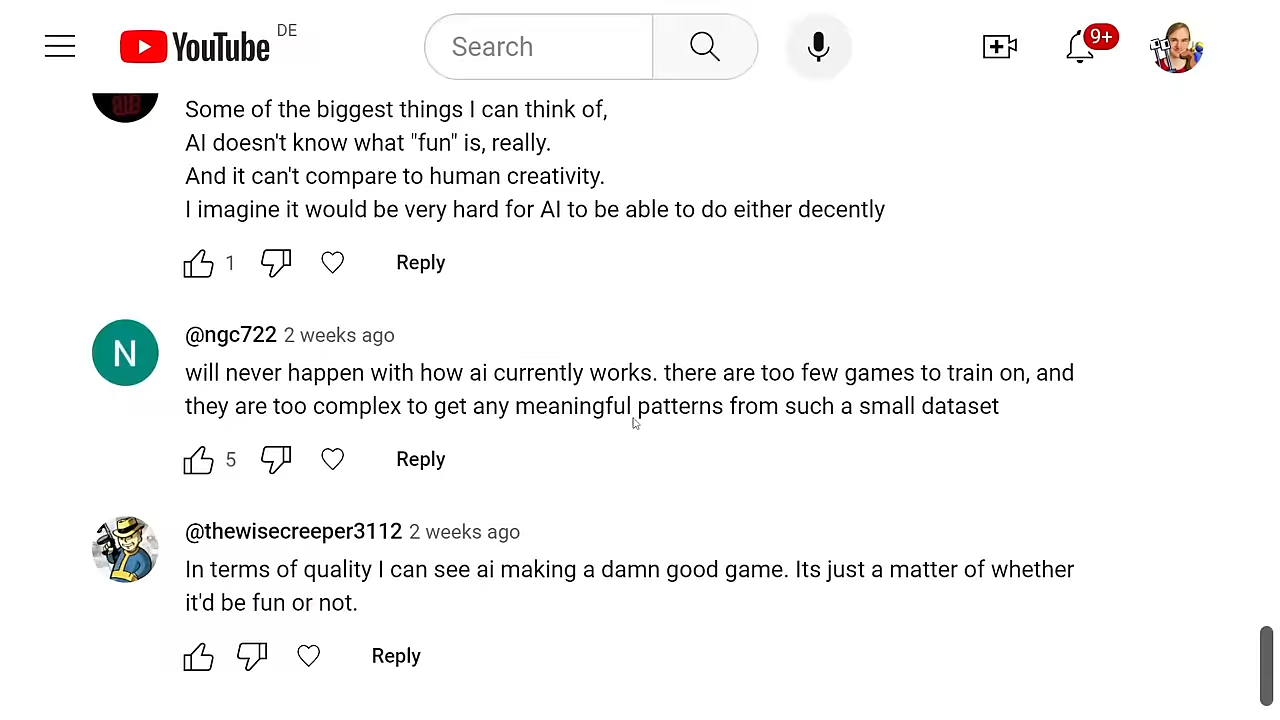 YouTube DE
Search
9+
Some of the biggest things I can think of,
AI doesn't know what "fun" is, really.
And it can't compare to human creativity.
I imagine it would be very hard for AI to be able to do either decently
1 Reply
N
@ngc722 2 weeks ago
will never happen with how ai currently works. there are too few games to train on, and
they are too complex to get any meaningful patterns from such a small dataset
5 Reply
@thewisecreeper3112 2 weeks ago
In terms of quality I can see ai making a damn good game. Its just a matter of whether
it'd be fun or not.
Reply